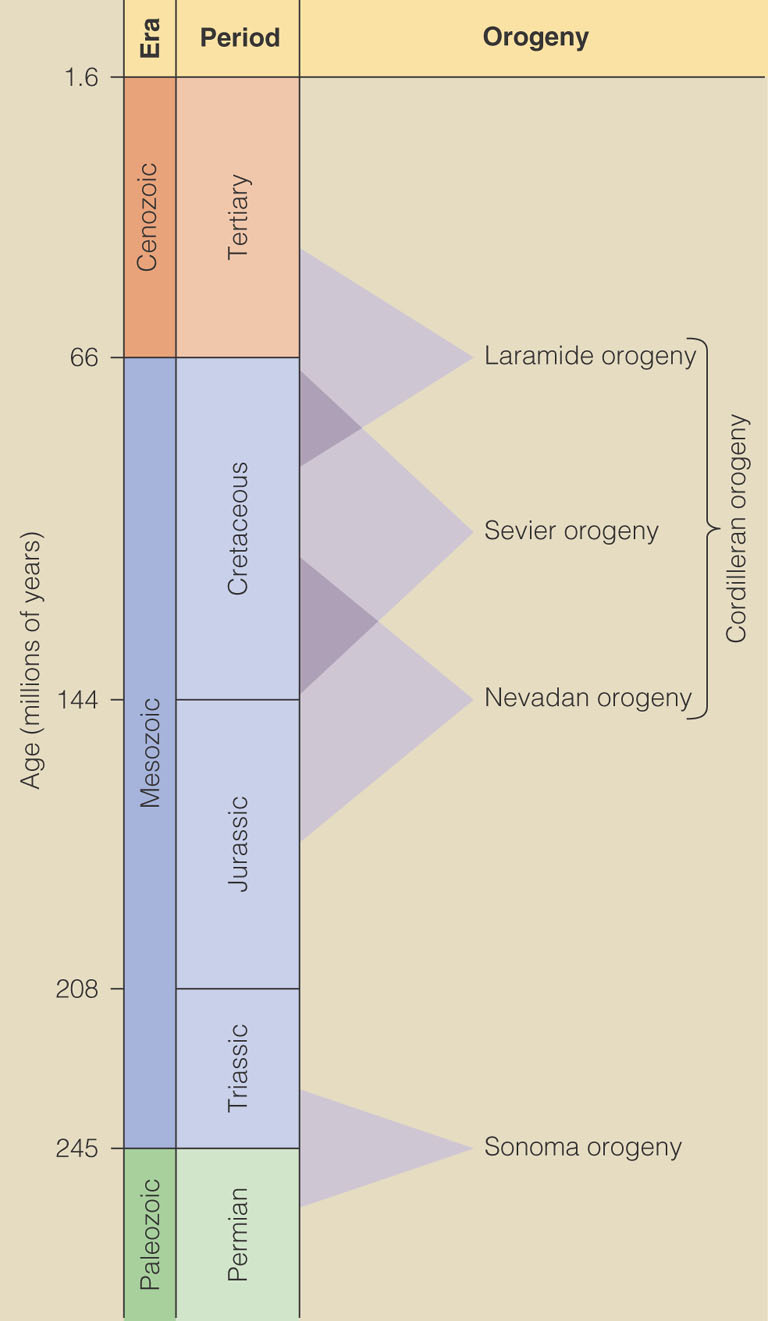 Era
Period
Orogeny
1.6
Cenozoic
Tertiary
66
Laramide orogeny
Cretaceous
Sevier orogeny
Cordilleran orogeny
Age (millions of years)
144
Nevadan orogeny
Mesozoic
Jurassic
208
Triassic
245
Sonoma orogeny
Paleozoic
Permian